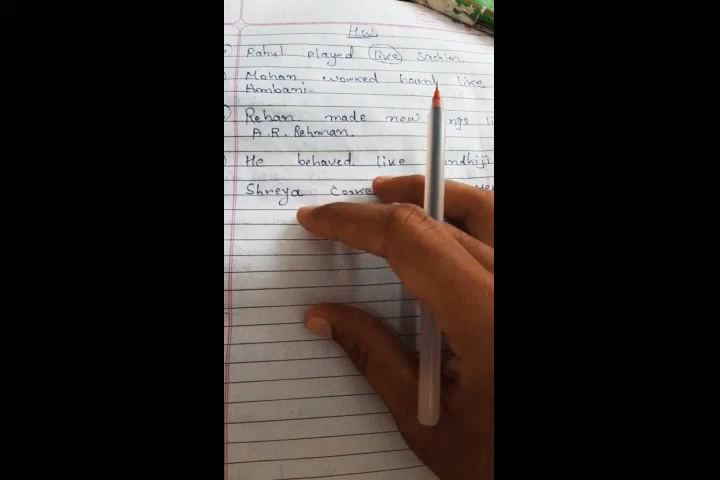 H.W.
Rahul played like Sachin
Mohan worked hard like
Ambani.
Rehan made new
A.R. Rehman.
He behaved like
Shreya